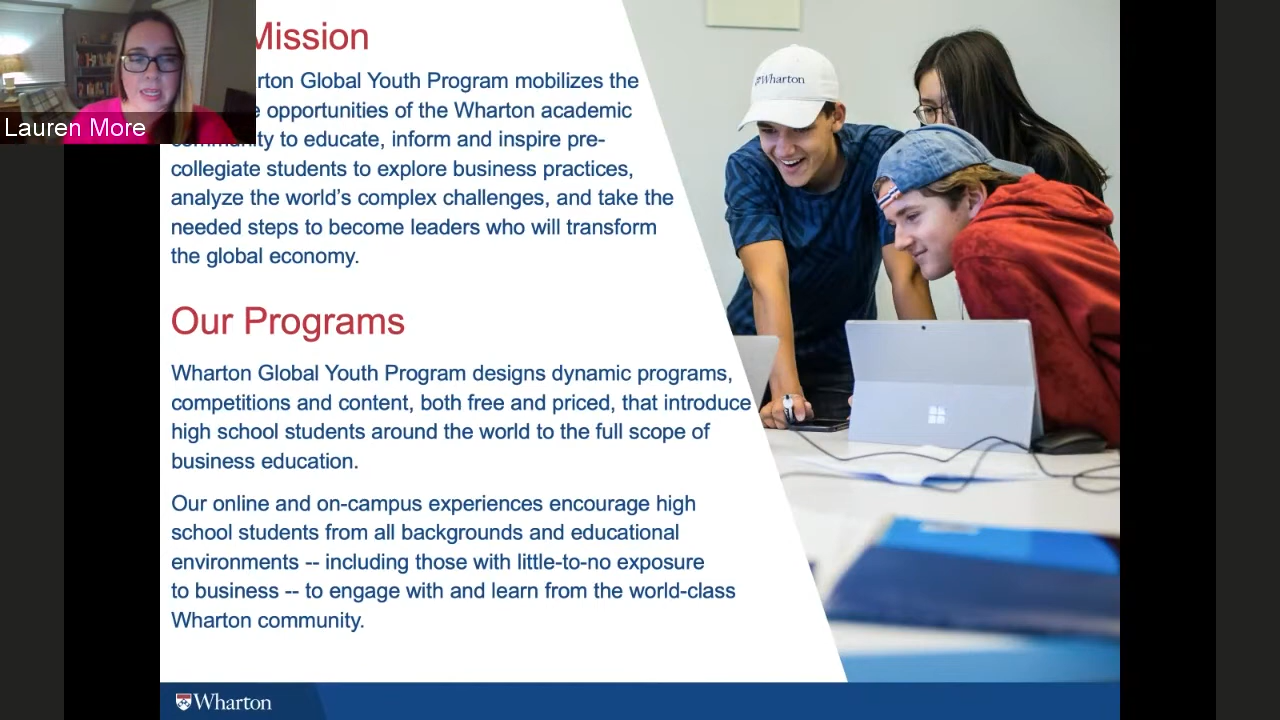 Mission
rton Global Youth Program mobilizes the
e opportunities of the Wharton academic
community to educate, inform and inspire pre-
collegiate students to explore business practices,
analyze the world's complex challenges, and take the
needed steps to become leaders who will transform
the global economy.
Lauren More
Our Programs
Wharton Global Youth Program designs dynamic programs,
competitions and content, both free and priced, that introduce
high school students around the world to the full scope of
business education.
Our online and on-campus experiences encourage high
school students from all backgrounds and educational
environments -- including those with little-to-no exposure
to business -- to engage with and learn from the world-class
Wharton community.
Wharton
Wharton